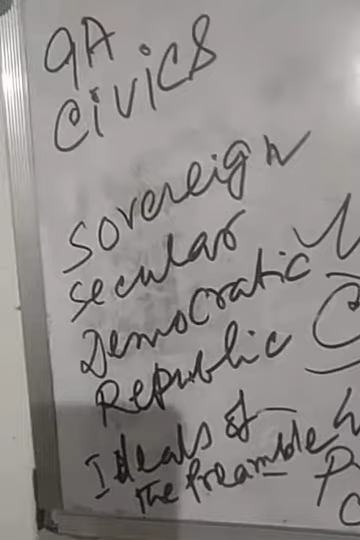 9A
Civics
Sovereign
Secular
Democratic
Republic
Ideals of
the Preamble